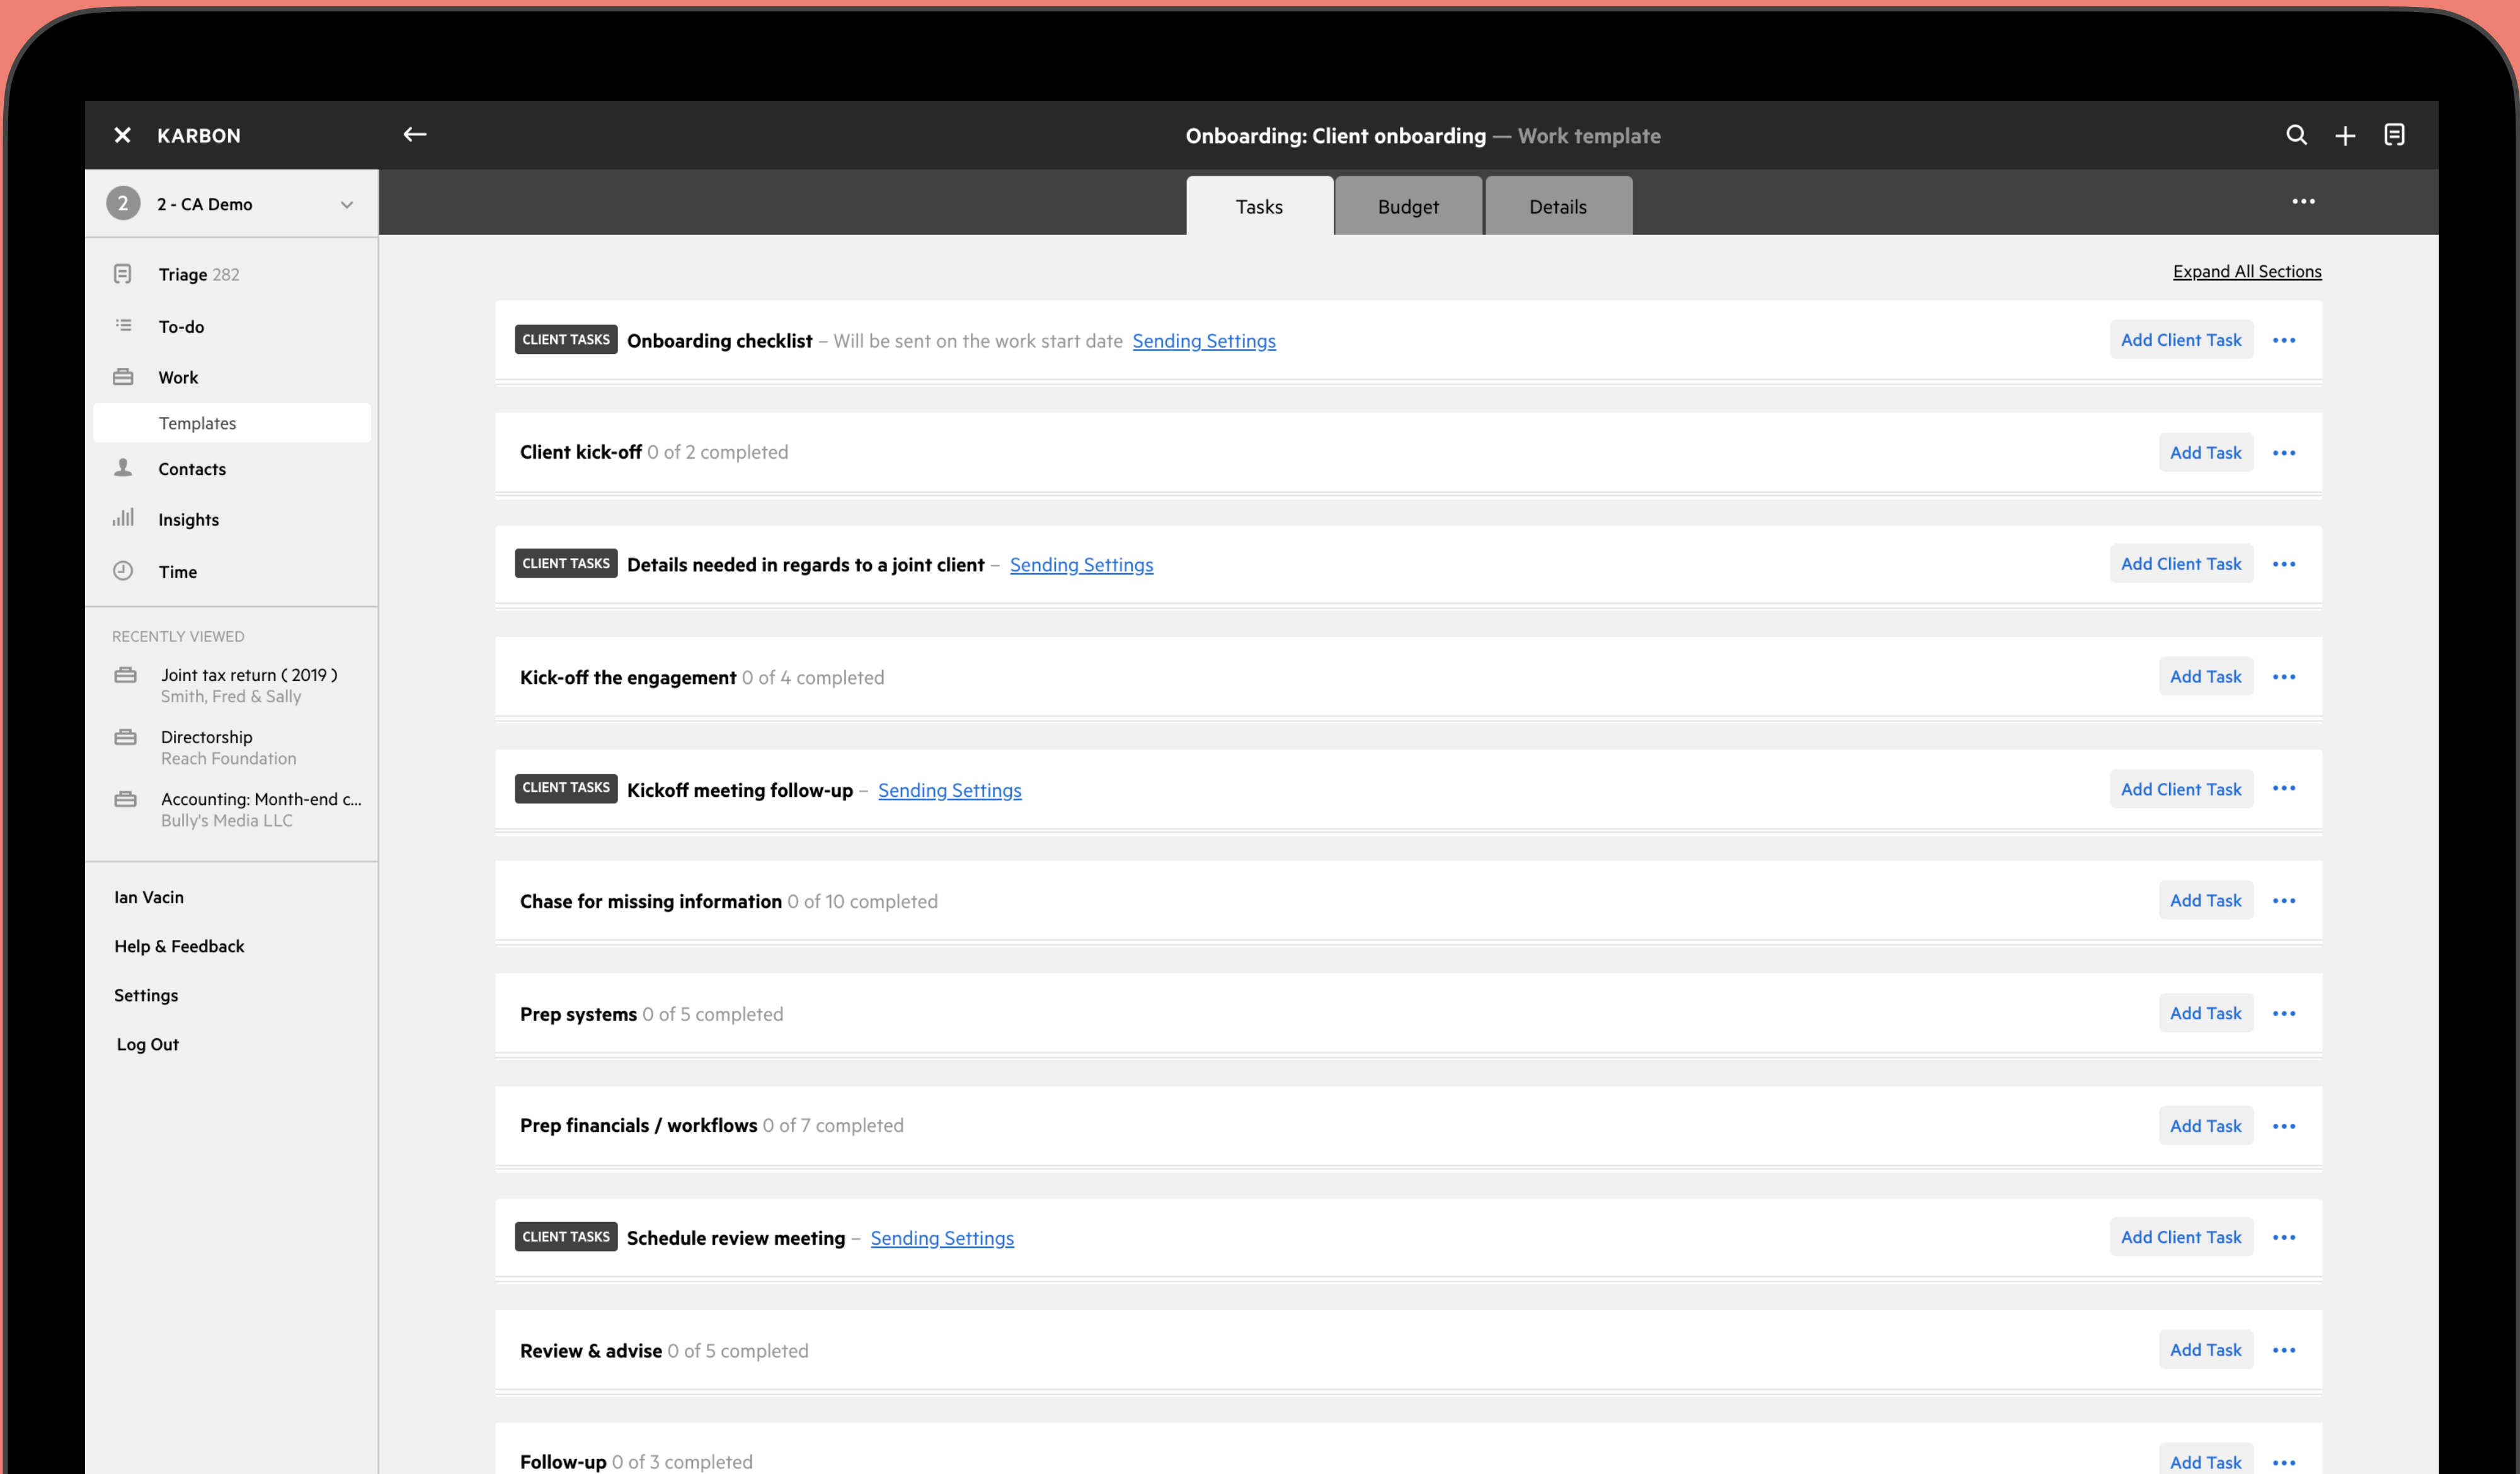 KARBON
Onboarding: Client onboarding — Work template
2 2 - CA Demo
Tasks
Budget
Details
Triage 282
To-do
Work
Templates
Contacts
Insights
Time
RECENTLY VIEWED
Joint tax return ( 2019 )
Smith, Fred & Sally
Directorship
Reach Foundation
Accounting: Month-end c...
Bully's Media LLC
Ian Vacin
Help & Feedback
Settings
Log Out
Expand All Sections
CLIENT TASKS Onboarding checklist – Will be sent on the work start date Sending Settings Add Client Task
Client kick-off 0 of 2 completed Add Task
CLIENT TASKS Details needed in regards to a joint client – Sending Settings Add Client Task
Kick-off the engagement 0 of 4 completed Add Task
CLIENT TASKS Kickoff meeting follow-up – Sending Settings Add Client Task
Chase for missing information 0 of 10 completed Add Task
Prep systems 0 of 5 completed Add Task
Prep financials / workflows 0 of 7 completed Add Task
CLIENT TASKS Schedule review meeting – Sending Settings Add Client Task
Review & advise 0 of 5 completed Add Task
Follow-up 0 of 3 completed Add Task